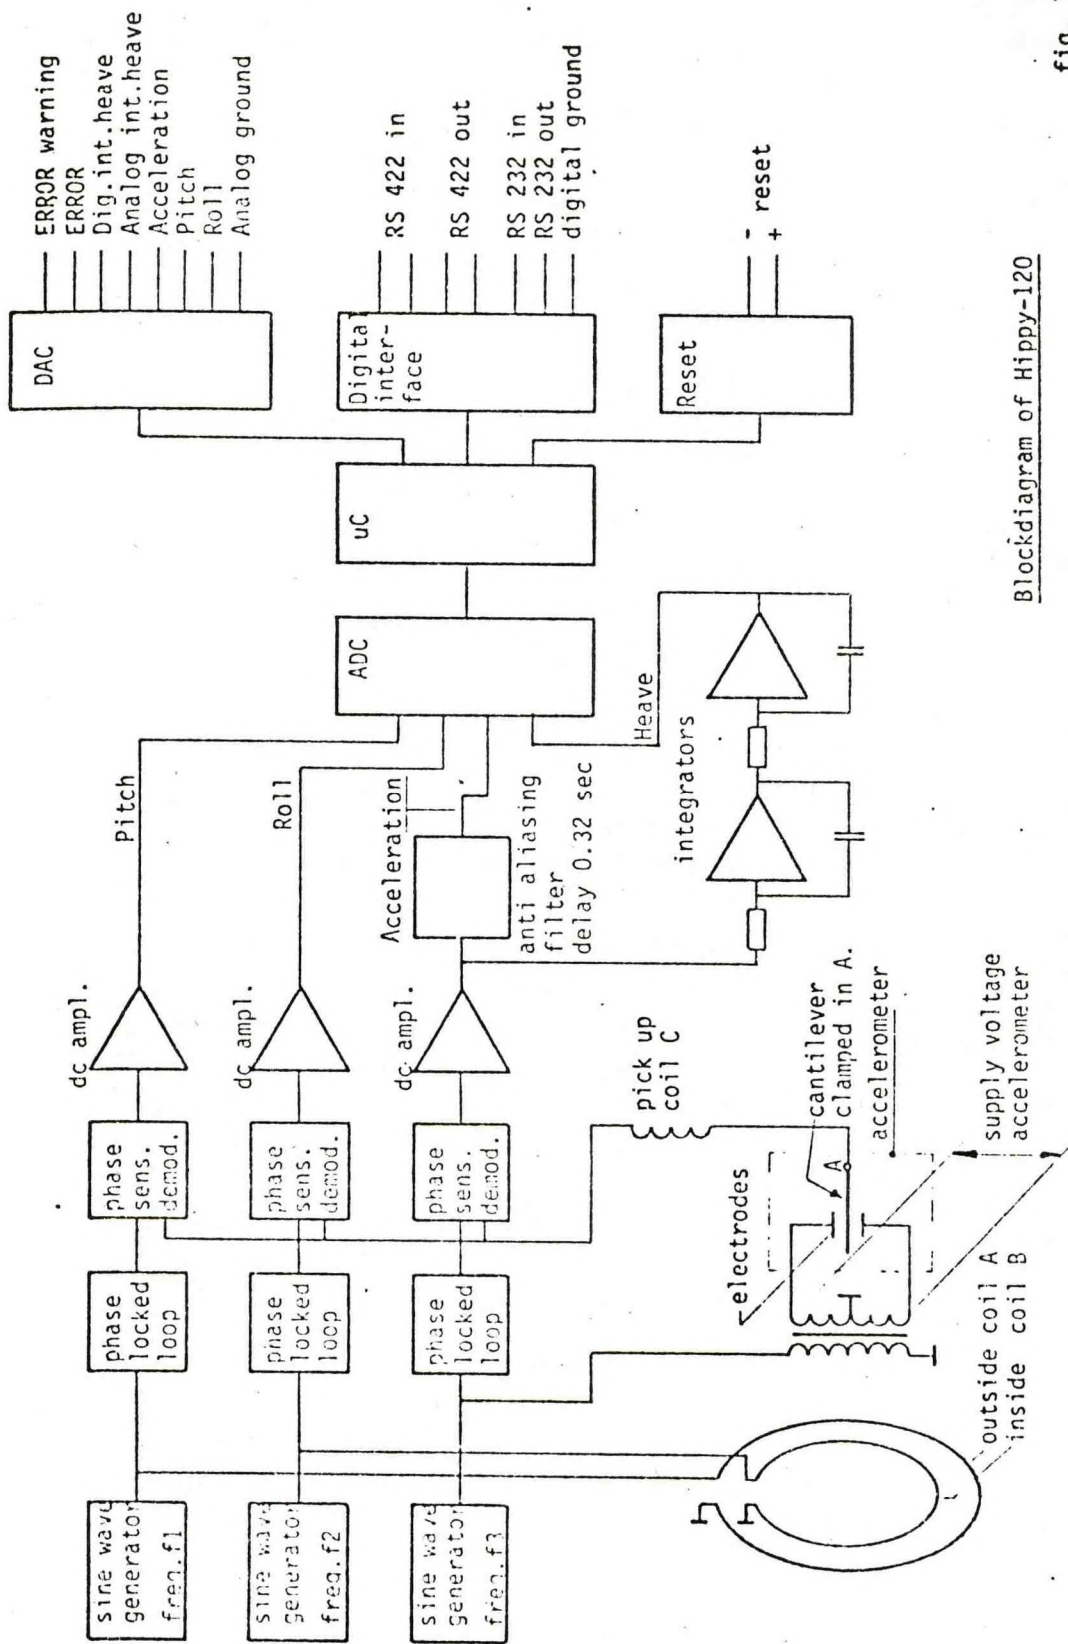 sine wave
generator
freq.f1
phase
locked
loop
phase
sens.
demod.
dc ampl.
Pitch
sine wave
generator
freq.f2
phase
locked
loop
phase
sens.
demod.
dc ampl.
Roll
sine wave
generator
freq.f3
phase
locked
loop
phase
sens.
demod.
dc ampl.
Acceleration
anti aliasing
filter
delay 0.32 sec
integrators
Heave
ADC
uC
DAC
ERROR warning
ERROR
Dig.int.heave
Analog int.heave
Acceleration
Pitch
Roll
Analog ground
Digital
inter-
face
RS 422 in
RS 422 out
RS 232 in
RS 232 out
digital ground
Reset
-
+ reset
pick up
coil C
electrodes
A
cantilever
clamped in A.
accelerometer
supply voltage
accelerometer
outside coil A
inside coil B
Blockdiagram of Hippy-120
fig